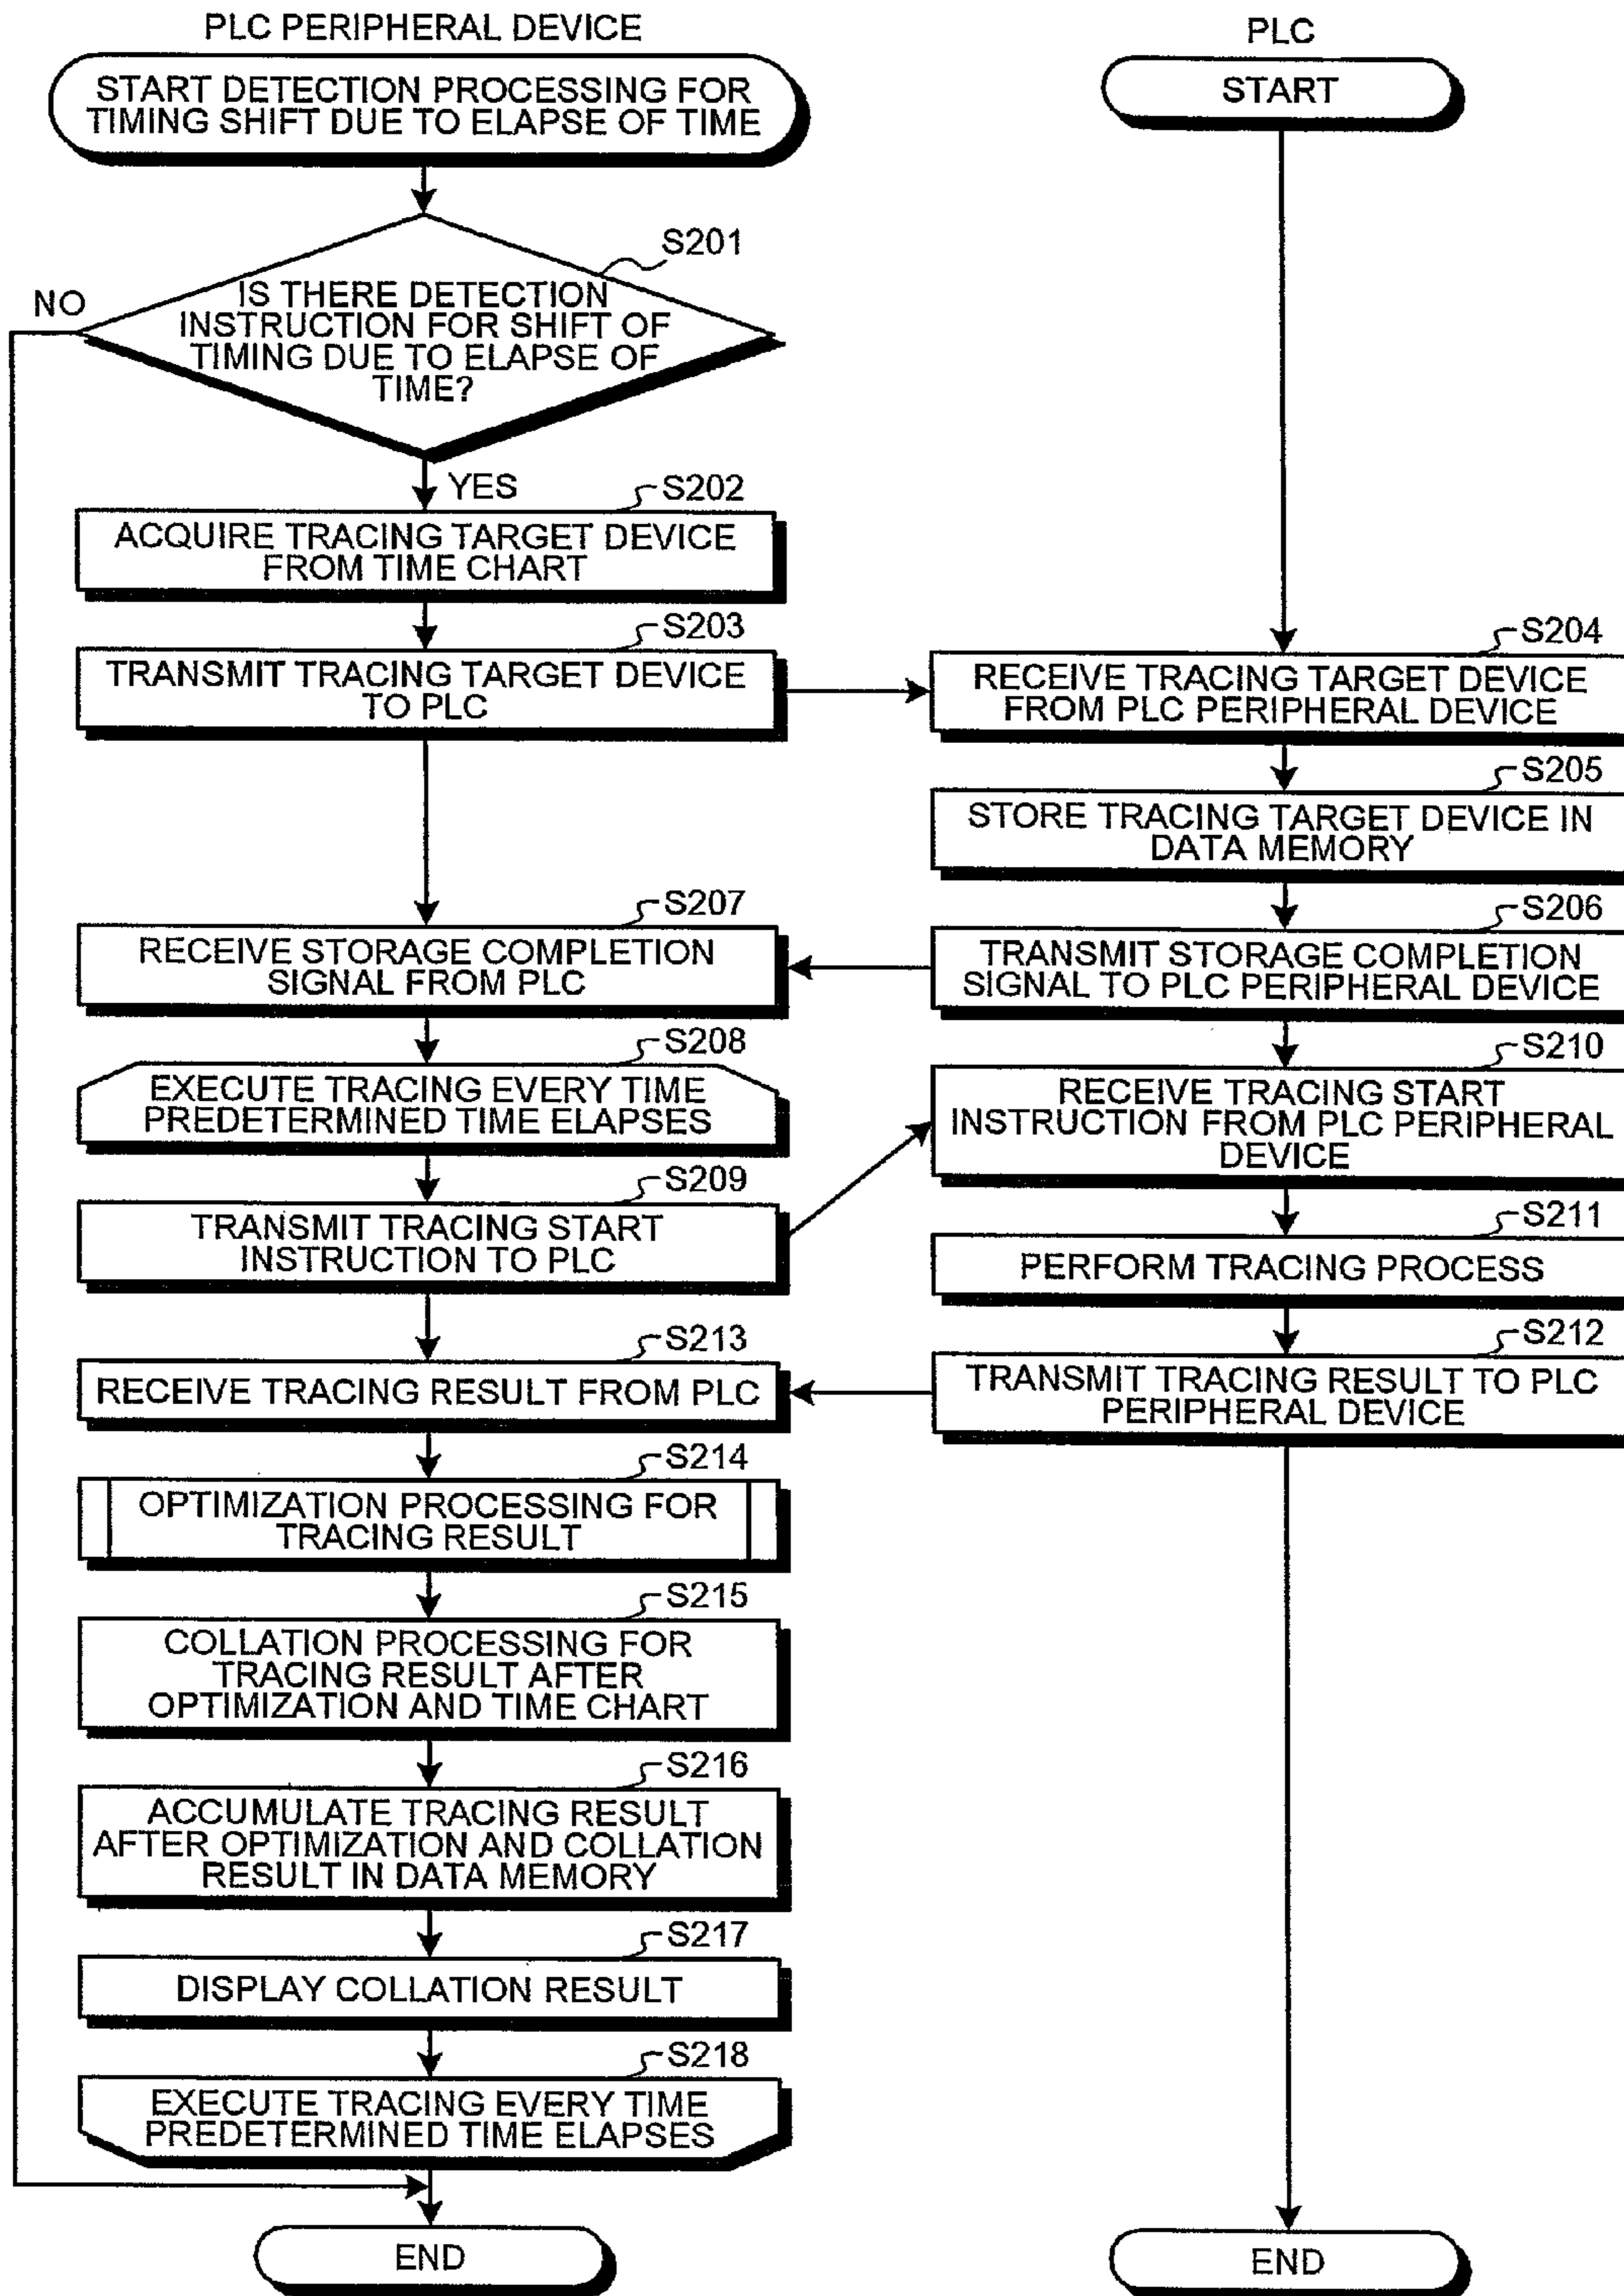 PLC PERIPHERAL DEVICE
START DETECTION PROCESSING FOR
TIMING SHIFT DUE TO ELAPSE OF TIME
S201
NO
IS THERE DETECTION
INSTRUCTION FOR SHIFT OF
TIMING DUE TO ELAPSE OF
TIME?
YES
S202
ACQUIRE TRACING TARGET DEVICE
FROM TIME CHART
S203
TRANSMIT TRACING TARGET DEVICE
TO PLC
S207
RECEIVE STORAGE COMPLETION
SIGNAL FROM PLC
S208
EXECUTE TRACING EVERY TIME
PREDETERMINED TIME ELAPSES
S209
TRANSMIT TRACING START
INSTRUCTION TO PLC
S213
RECEIVE TRACING RESULT FROM PLC
S214
OPTIMIZATION PROCESSING FOR
TRACING RESULT
S215
COLLATION PROCESSING FOR
TRACING RESULT AFTER
OPTIMIZATION AND TIME CHART
S216
ACCUMULATE TRACING RESULT
AFTER OPTIMIZATION AND COLLATION
RESULT IN DATA MEMORY
S217
DISPLAY COLLATION RESULT
S218
EXECUTE TRACING EVERY TIME
PREDETERMINED TIME ELAPSES
END
PLC
START
S204
RECEIVE TRACING TARGET DEVICE
FROM PLC PERIPHERAL DEVICE
S205
STORE TRACING TARGET DEVICE IN
DATA MEMORY
S206
TRANSMIT STORAGE COMPLETION
SIGNAL TO PLC PERIPHERAL DEVICE
S210
RECEIVE TRACING START
INSTRUCTION FROM PLC PERIPHERAL
DEVICE
S211
PERFORM TRACING PROCESS
S212
TRANSMIT TRACING RESULT TO PLC
PERIPHERAL DEVICE
END